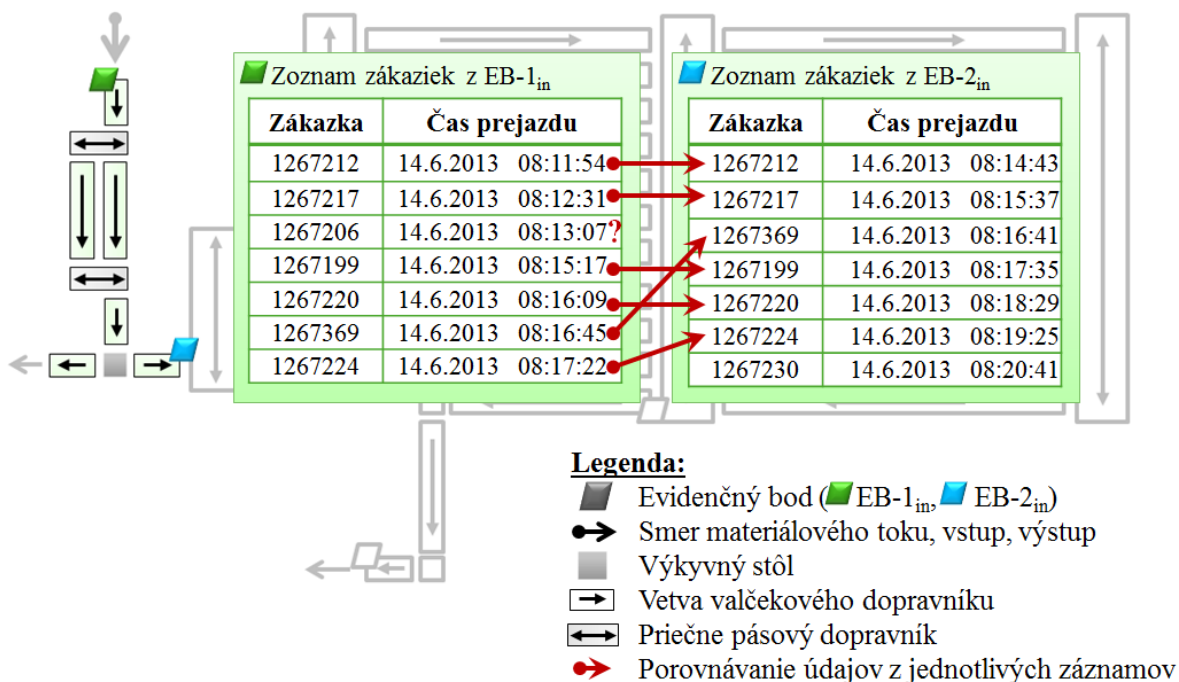 Zoznam zákaziek z EB-1in
Zákazka Čas prejazdu
1267212 14.6.2013 08:11:54
1267217 14.6.2013 08:12:31
1267206 14.6.2013 08:13:07?
1267199 14.6.2013 08:15:17
1267220 14.6.2013 08:16:09
1267369 14.6.2013 08:16:45
1267224 14.6.2013 08:17:22
Zoznam zákaziek z EB-2in
Zákazka Čas prejazdu
1267212 14.6.2013 08:14:43
1267217 14.6.2013 08:15:37
1267369 14.6.2013 08:16:41
1267199 14.6.2013 08:17:35
1267220 14.6.2013 08:18:29
1267224 14.6.2013 08:19:25
1267230 14.6.2013 08:20:41
Legenda:
Evidenčný bod (EB-1in, EB-2in)
Smer materiálového toku, vstup, výstup
Výkyvný stôl
Vetva valčekového dopravníku
Priečne pásový dopravník
Porovnávanie údajov z jednotlivých záznamov